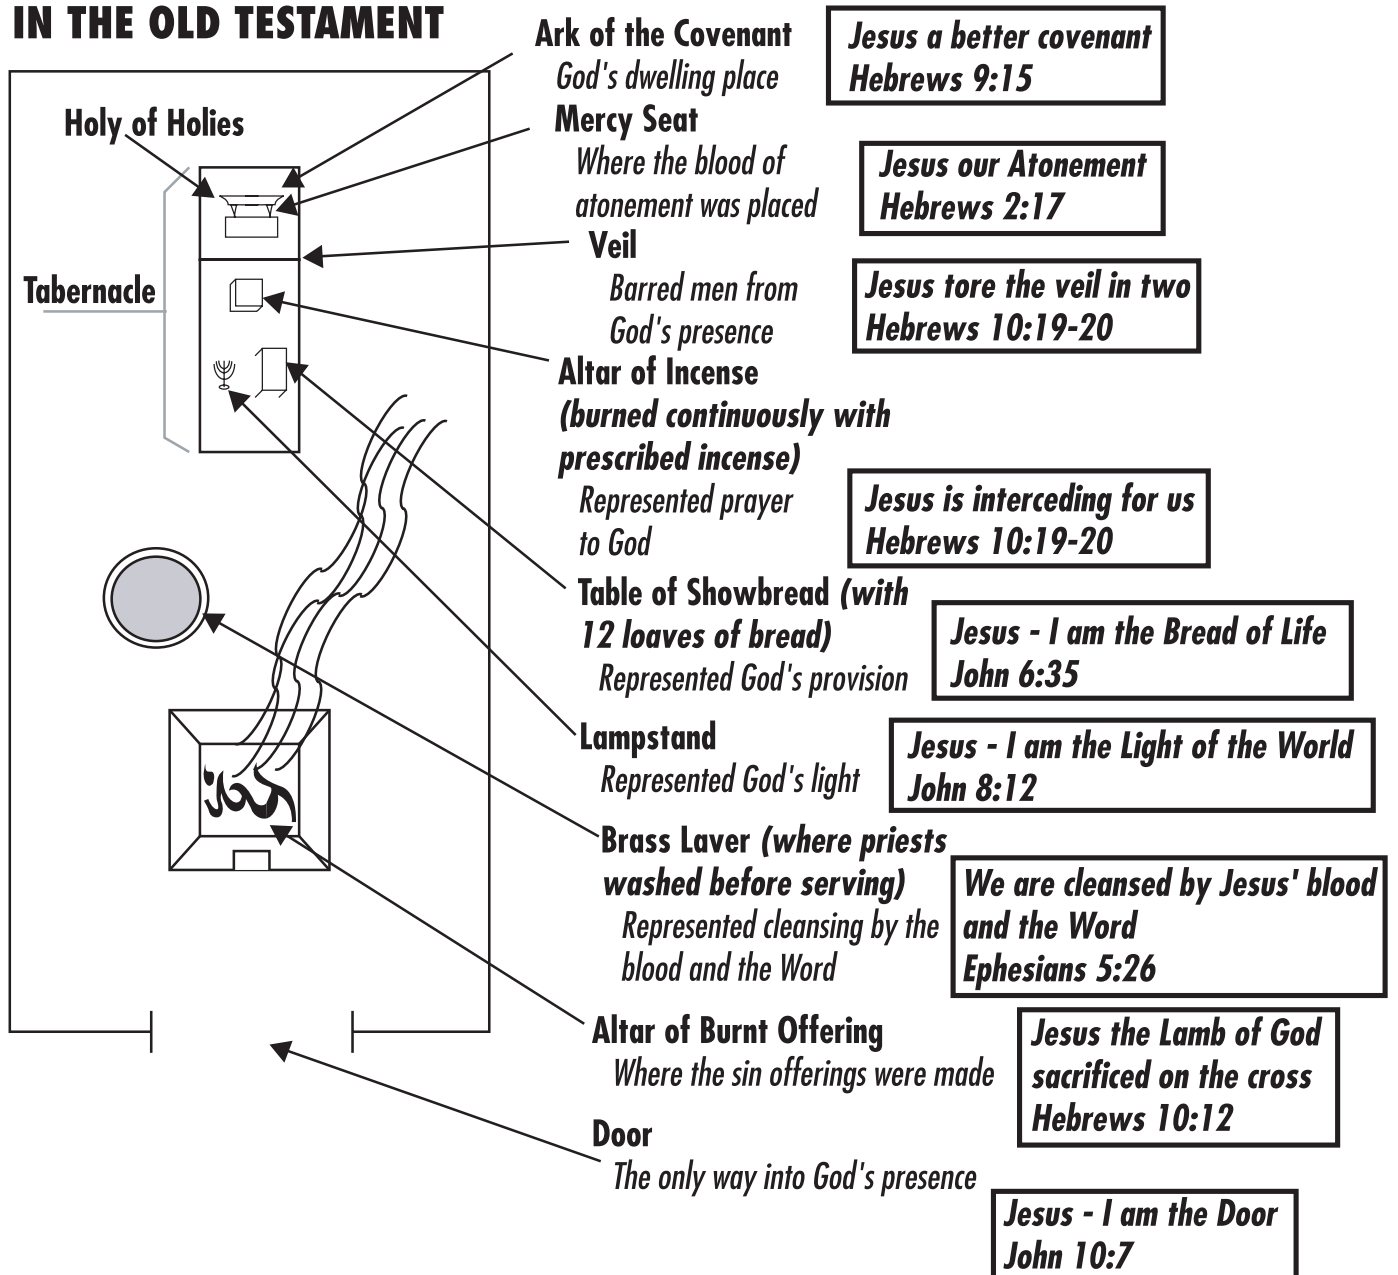 IN THE OLD TESTAMENT
Holy of Holies
Tabernacle
Ark of the Covenant
God's dwelling place
Jesus a better covenant
Hebrews 9:15
Mercy Seat
Where the blood of
atonement was placed
Jesus our Atonement
Hebrews 2:17
Veil
Barred men from
God's presence
Jesus tore the veil in two
Hebrews 10:19-20
Altar of Incense
(burned continuously with
prescribed incense)
Represented prayer
to God
Jesus is interceding for us
Hebrews 10:19-20
Table of Showbread (with
12 loaves of bread)
Represented God's provision
Jesus - I am the Bread of Life
John 6:35
Lampstand
Represented God's light
Jesus - I am the Light of the World
John 8:12
Brass Laver (where priests
washed before serving)
Represented cleansing by the
blood and the Word
We are cleansed by Jesus' blood
and the Word
Ephesians 5:26
Altar of Burnt Offering
Where the sin offerings were made
Jesus the Lamb of God
sacrificed on the cross
Hebrews 10:12
Door
The only way into God's presence
Jesus - I am the Door
John 10:7